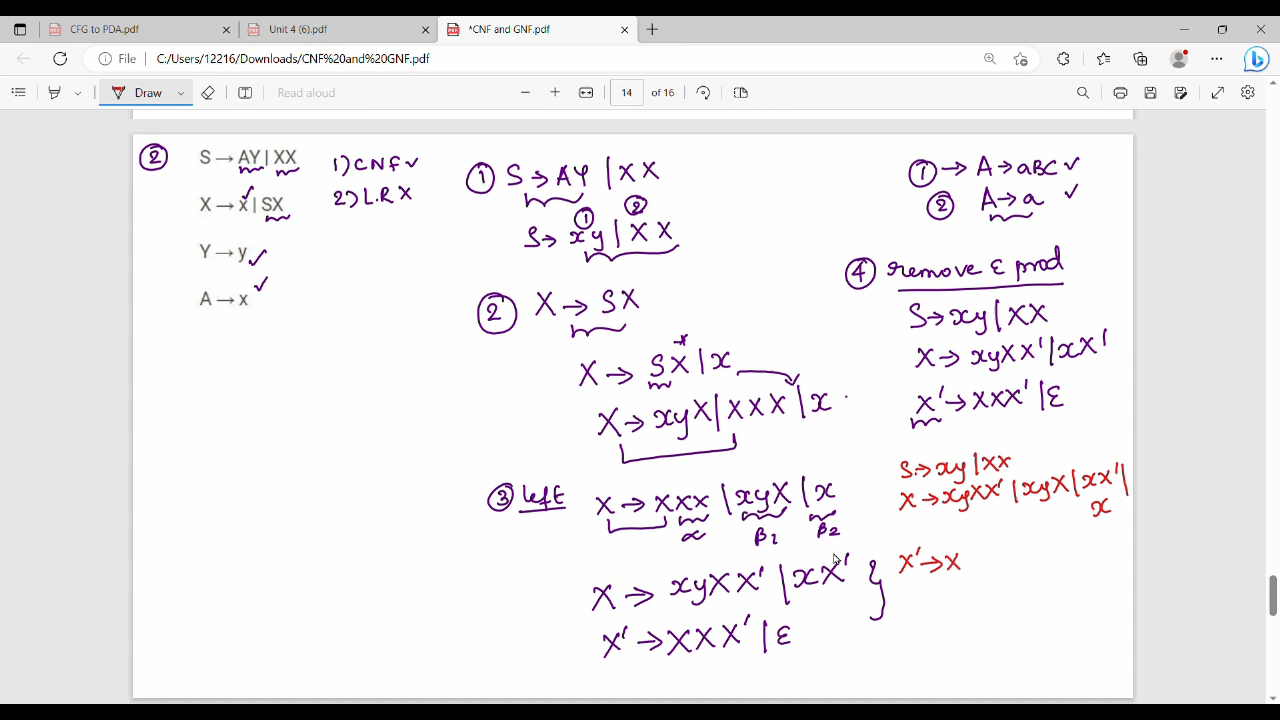 CFG to PDA.pdf
Unit 4 (6).pdf
*CNF and GNF.pdf
File
C:/Users/12216/Downloads/CNF%20and%20GNF.pdf
Draw
Read aloud
14 of 16
②
S → AY | XX
X → x | SX
Y → y ✓
A → x ✓
1) CNF ✓
2) L.R X
① S → AY | XX
① ②
S → xy | XX
② X → SX
X → SX | x
X → xyX | XXX | x
③ left X → XXX | xyX | x
α β1 β2
X → xyXX' | xX' }
X' → XXX' | ε
① → A → aBC ✓
② A → a ✓
④ remove ε prod
S → xy | XX
X → xyXX' | xX'
X' → XXX' | ε
S → xy | XX
X → xyXX' | xyX | xX' |
x
X' → X